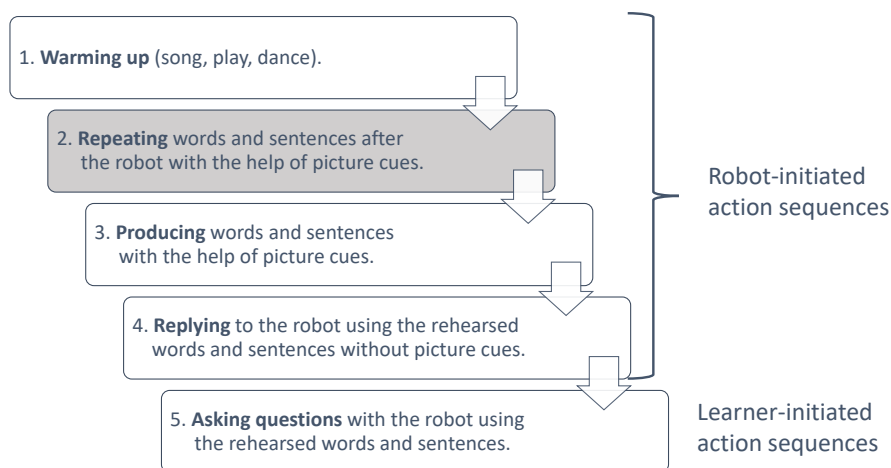 1. Warming up (song, play, dance).
2. Repeating words and sentences after
the robot with the help of picture cues.
3. Producing words and sentences
with the help of picture cues.
4. Replying to the robot using the rehearsed
words and sentences without picture cues.
5. Asking questions with the robot using
the rehearsed words and sentences.
Robot-initiated
action sequences
Learner-initiated
action sequences